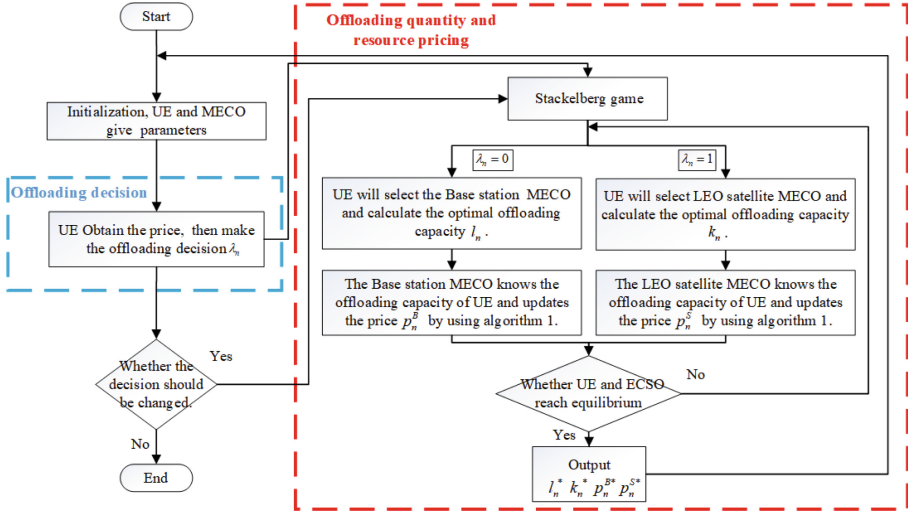 Start
Offloading quantity and
resource pricing
Initialization, UE and MECO
give parameters
Stackelberg game
λn = 0
λn = 1
Offloading decision
UE Obtain the price, then make
the offloading decision λn
UE will select the Base station MECO
and calculate the optimal offloading
capacity ln .
UE will select LEO satellite MECO and
calculate the optimal offloading capacity
kn .
The Base station MECO knows the
offloading capacity of UE and updates
the price pnB by using algorithm 1.
The LEO satellite MECO knows the
offloading capacity of UE and updates
the price pnS by using algorithm 1.
Whether the
decision should
be changed.
Yes
No
End
Whether UE and ECSO
reach equilibrium
No
Yes
Output
ln* kn* pnB* pnS*